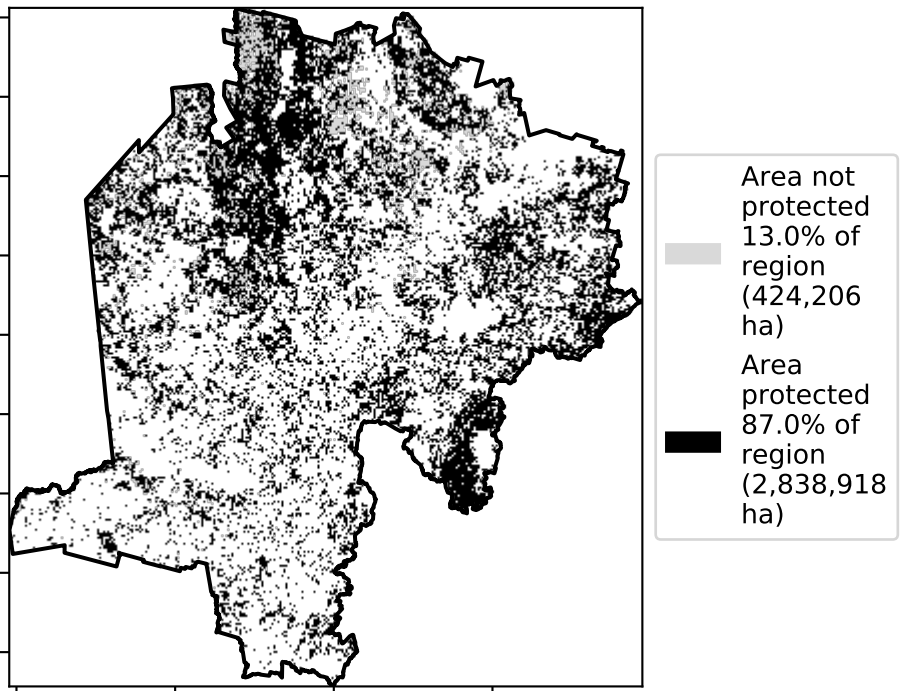 Area not
protected
13.0% of
region
(424,206
ha)
Area
protected
87.0% of
region
(2,838,918
ha)